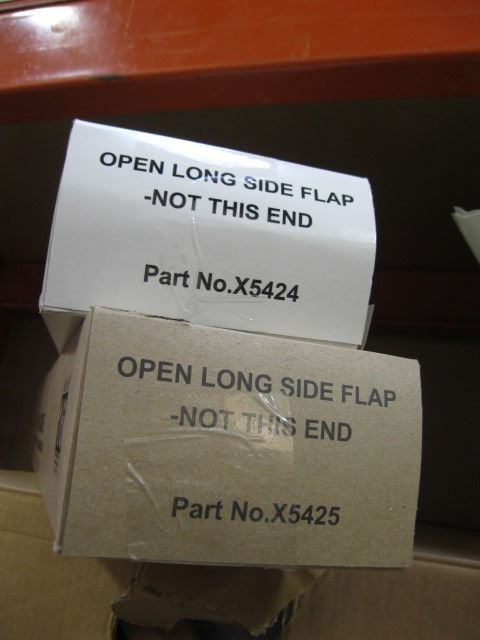 OPEN LONG SIDE FLAP
-NOT THIS END
Part No.X5424
OPEN LONG SIDE FLAP
-NOT THIS END
Part No.X5425